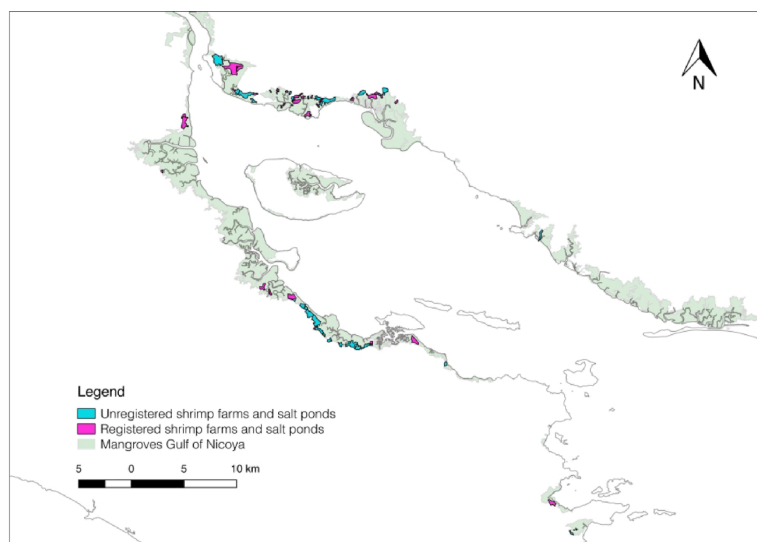 N
Legend
Unregistered shrimp farms and salt ponds
Registered shrimp farms and salt ponds
Mangroves Gulf of Nicoya
5 0 5 10 km